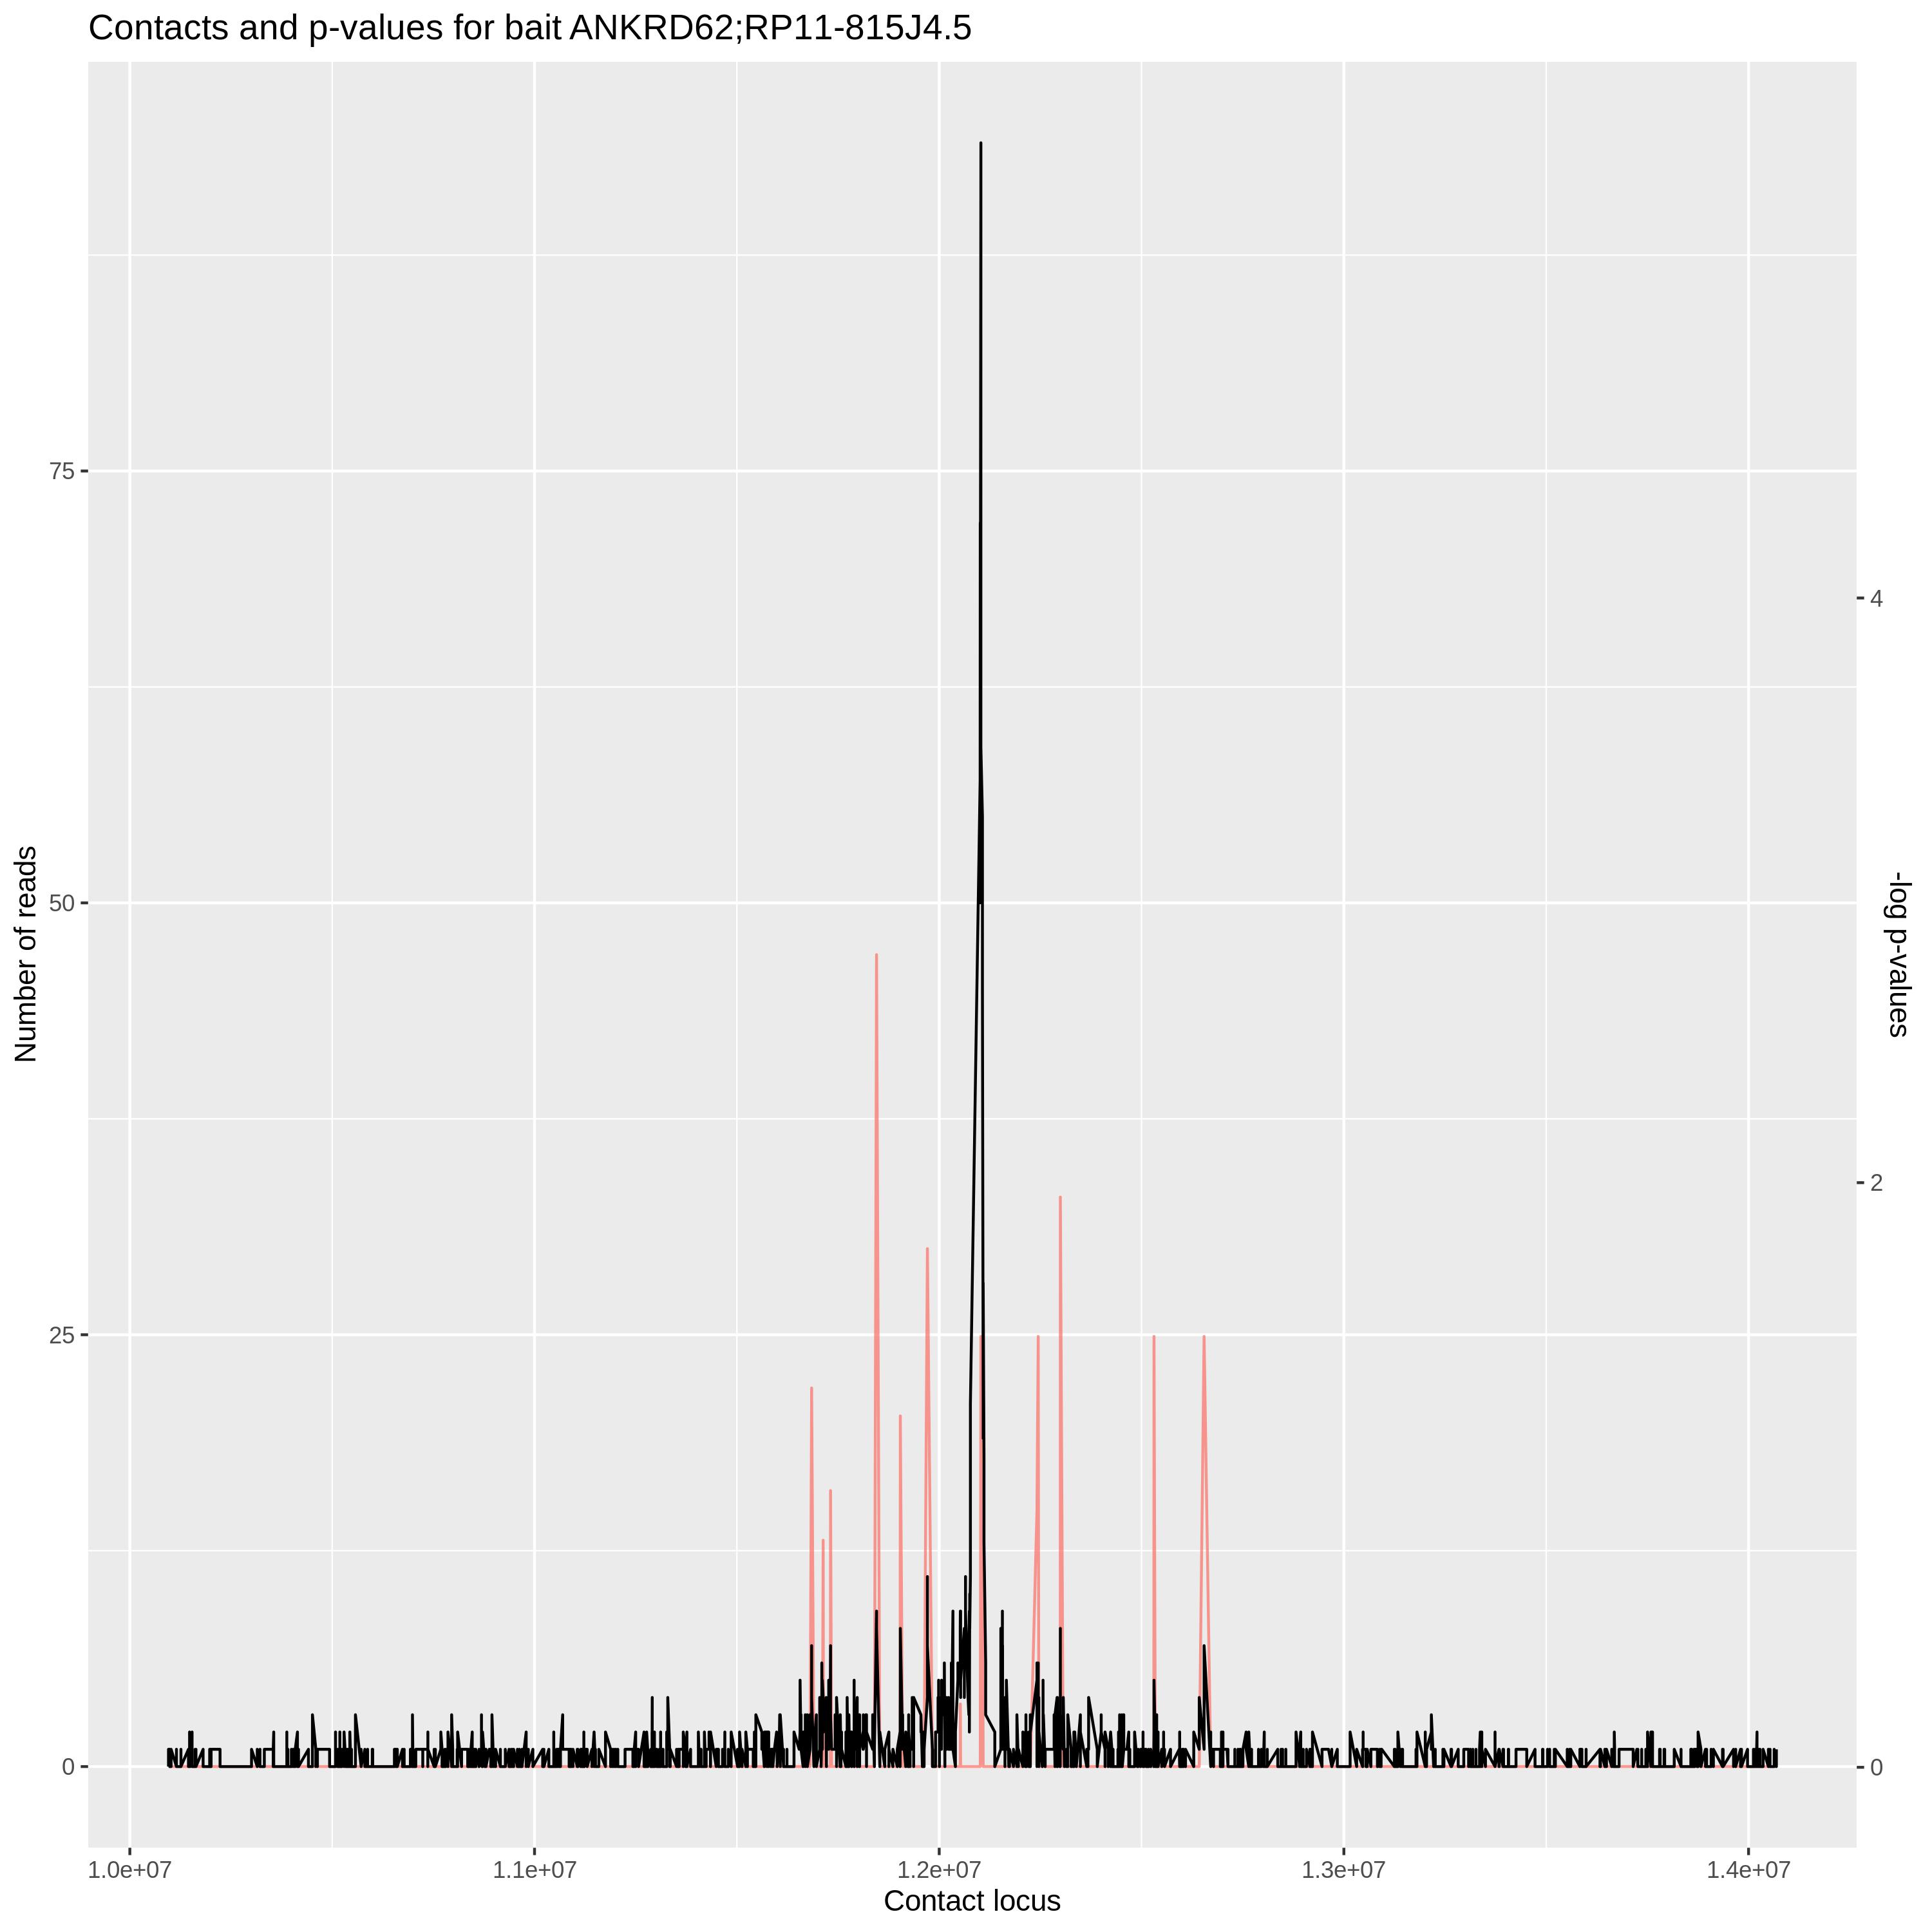 Contacts and p-values for bait ANKRD62;RP11-815J4.5
75
50
25
0
Number of reads
4
2
0
-log p-values
1.0e+07
1.1e+07
1.2e+07
1.3e+07
1.4e+07
Contact locus